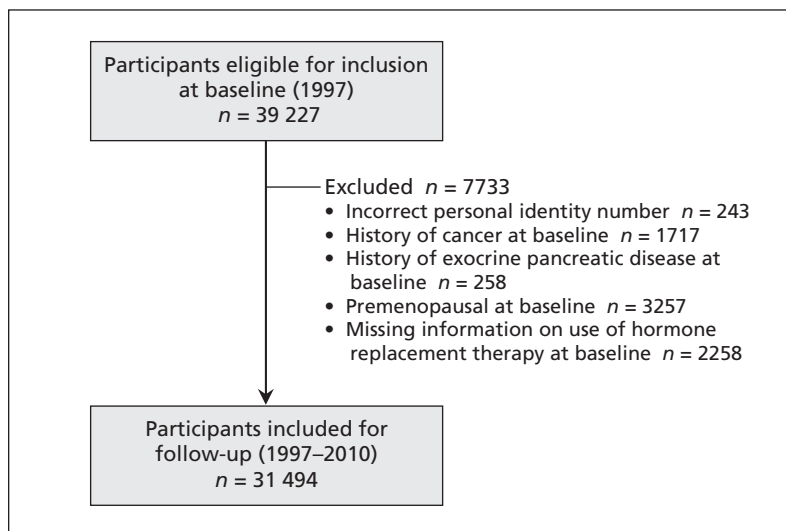 Participants eligible for inclusion
at baseline (1997)
n = 39 227
Excluded n = 7733
• Incorrect personal identity number n = 243
• History of cancer at baseline n = 1717
• History of exocrine pancreatic disease at
baseline n = 258
• Premenopausal at baseline n = 3257
• Missing information on use of hormone
replacement therapy at baseline n = 2258
Participants included for
follow-up (1997–2010)
n = 31 494